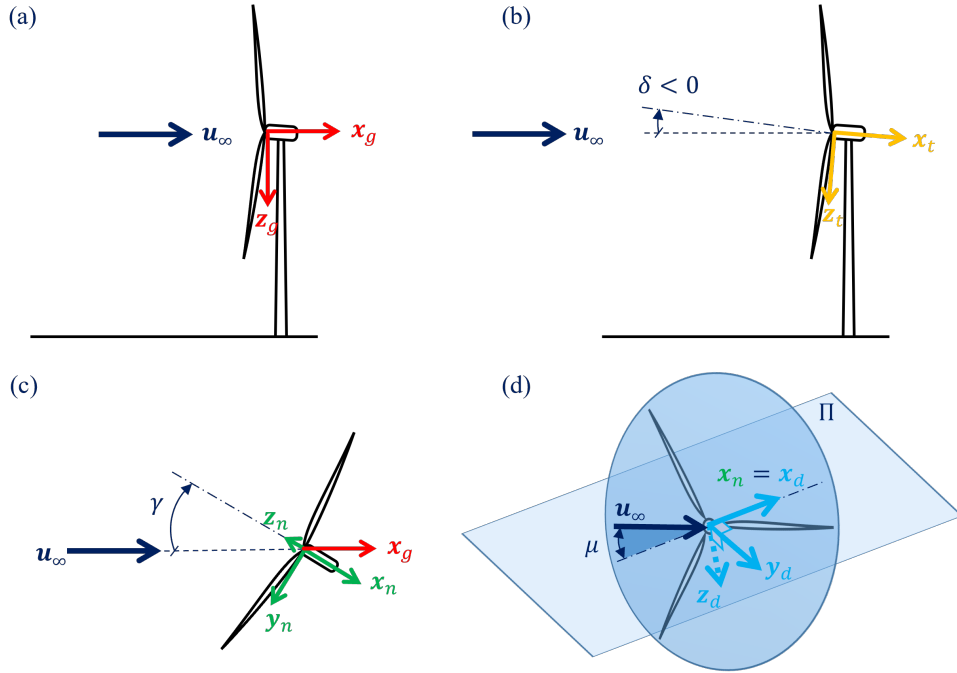 (a)
u∞
x_g
z_g
(b)
δ < 0
u∞
x_t
z_t
(c)
γ
z_n
u∞
x_g
x_n
y_n
(d)
Π
x_n = x_d
u∞
μ
y_d
z_d